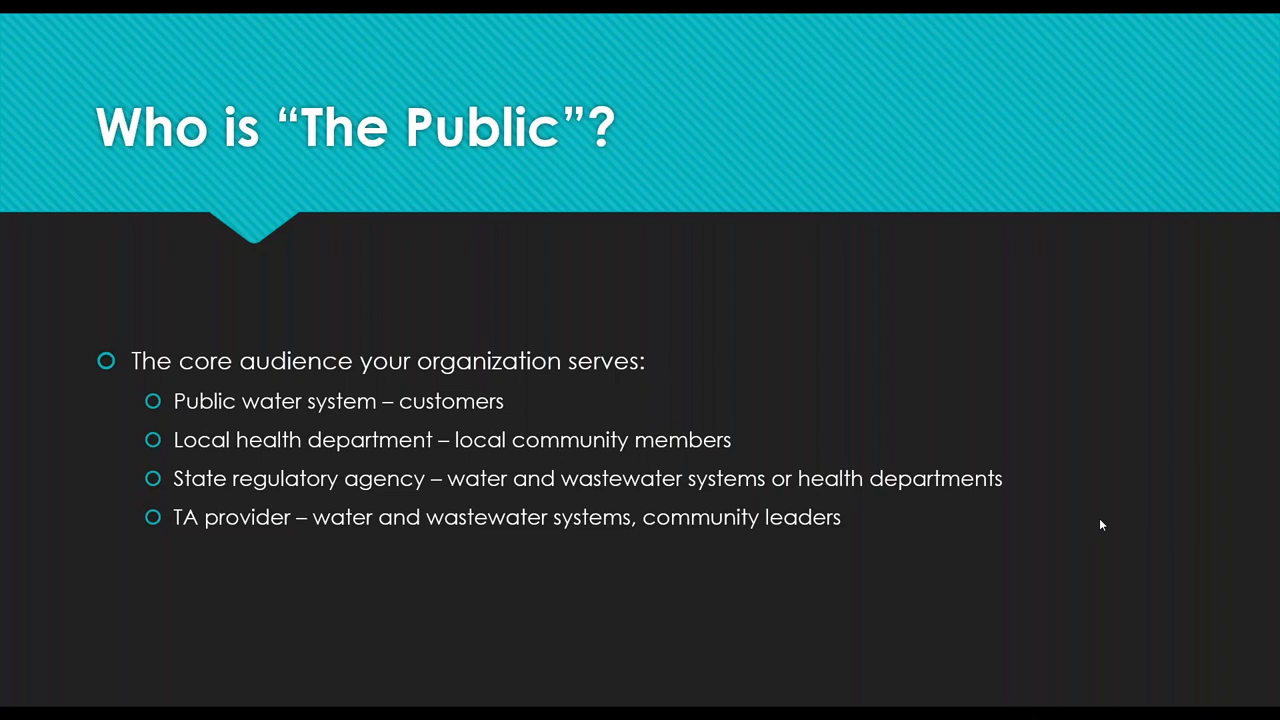 Who is “The Public”?
The core audience your organization serves:
Public water system – customers
Local health department – local community members
State regulatory agency – water and wastewater systems or health departments
TA provider – water and wastewater systems, community leaders